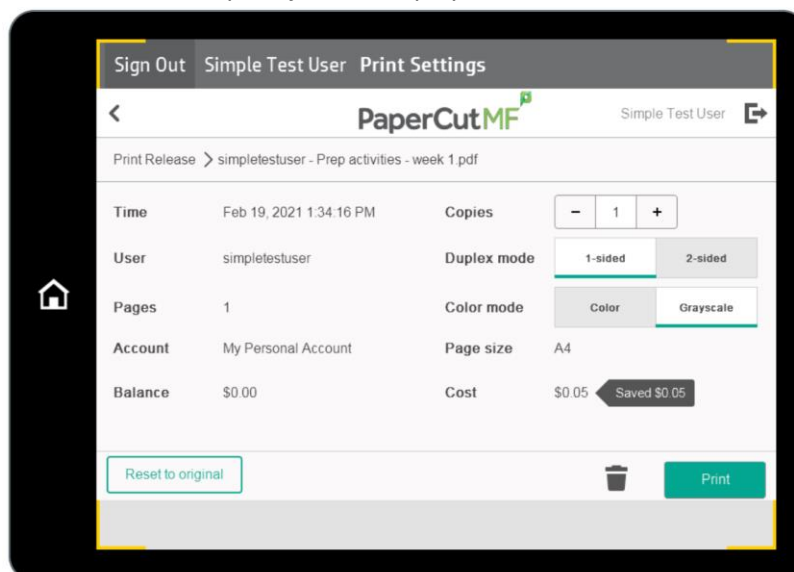 Sign Out Simple Test User Print Settings
PaperCutMF Simple Test User
Print Release > simpletestuser - Prep activities - week 1.pdf
Time Feb 19, 2021 1:34:16 PM Copies - 1 +
User simpletestuser Duplex mode 1-sided 2-sided
Pages 1 Color mode Color Grayscale
Account My Personal Account Page size A4
Balance $0.00 Cost $0.05 Saved $0.05
Reset to original Print